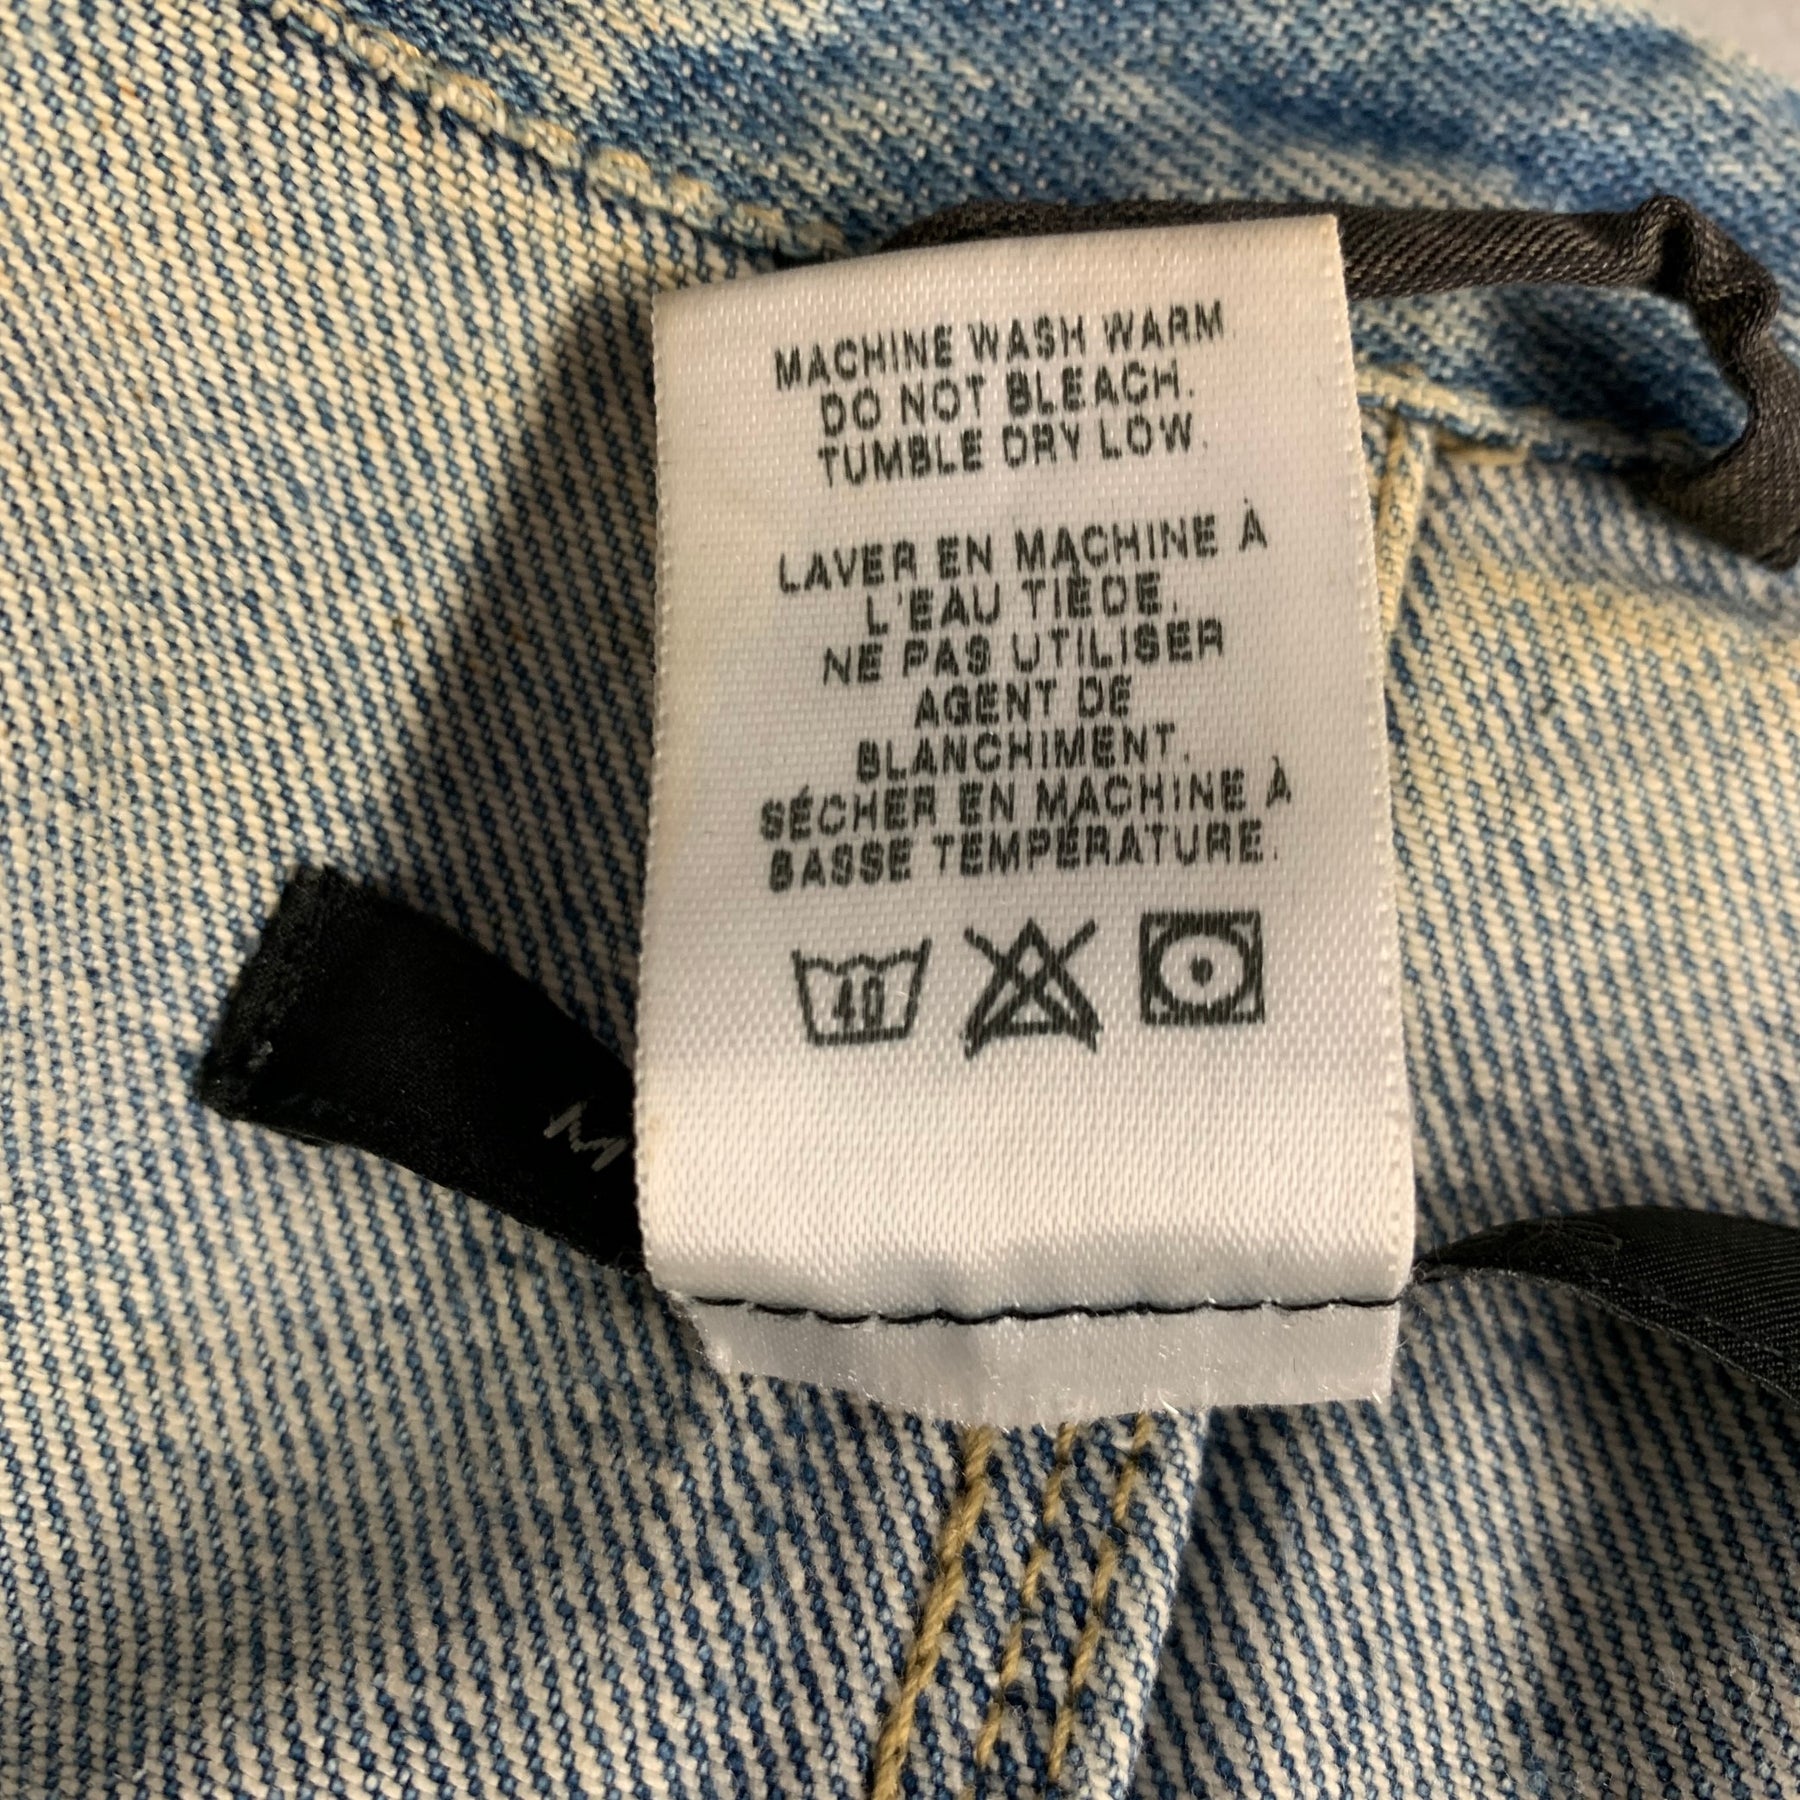 MACHINE WASH WARM
DO NOT BLEACH.
TUMBLE DRY LOW.
LAVER EN MACHINE À
L'EAU TIÈDE.
NE PAS UTILISER
AGENT DE
BLANCHIMENT.
SÉCHER EN MACHINE À
BASSE TEMPÉRATURE.
40
M